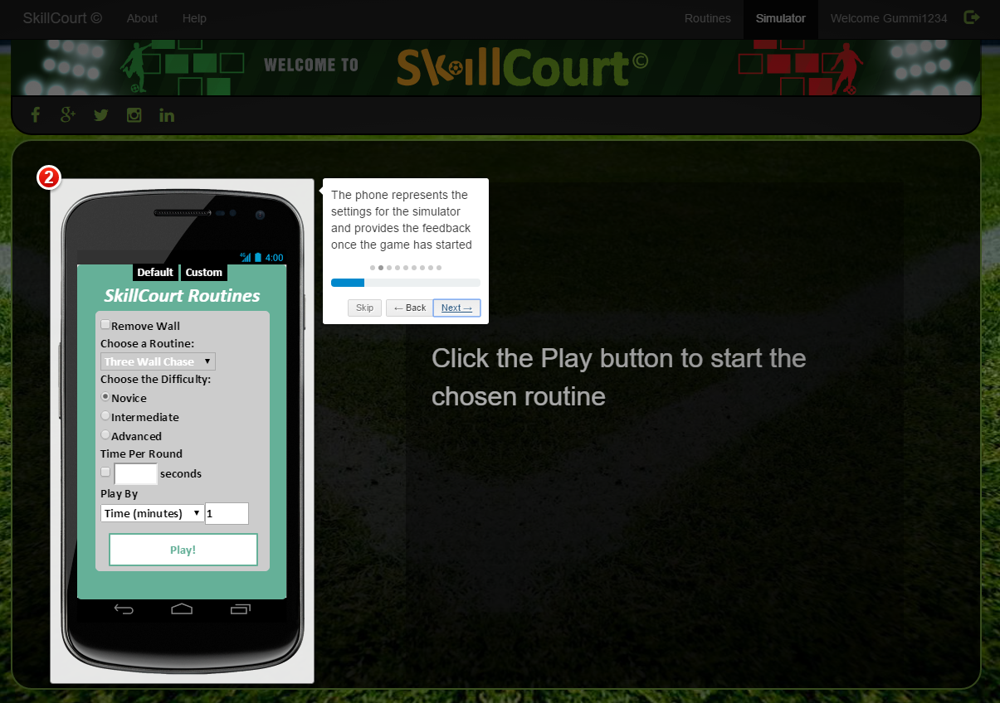 SkillCourt © About Help Routines Simulator Welcome Gummi1234
WELCOME TO SkillCourt©
2
The phone represents the
settings for the simulator
and provides the feedback
once the game has started
Skip ← Back Next →
4G 4:00
Default Custom
SkillCourt Routines
Remove Wall
Choose a Routine:
Three Wall Chase
Choose the Difficulty:
Novice
Intermediate
Advanced
Time Per Round
seconds
Play By
Time (minutes) 1
Play!
Click the Play button to start the
chosen routine